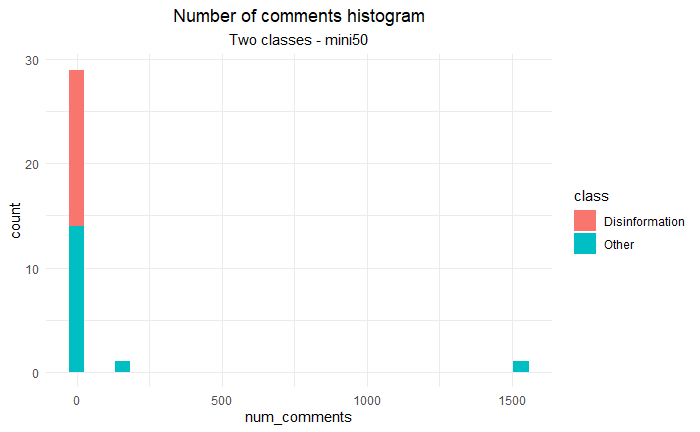 Number of comments histogram
Two classes - mini50
30
20
10
0
count
0 500 1000 1500
num_comments
class
Disinformation
Other